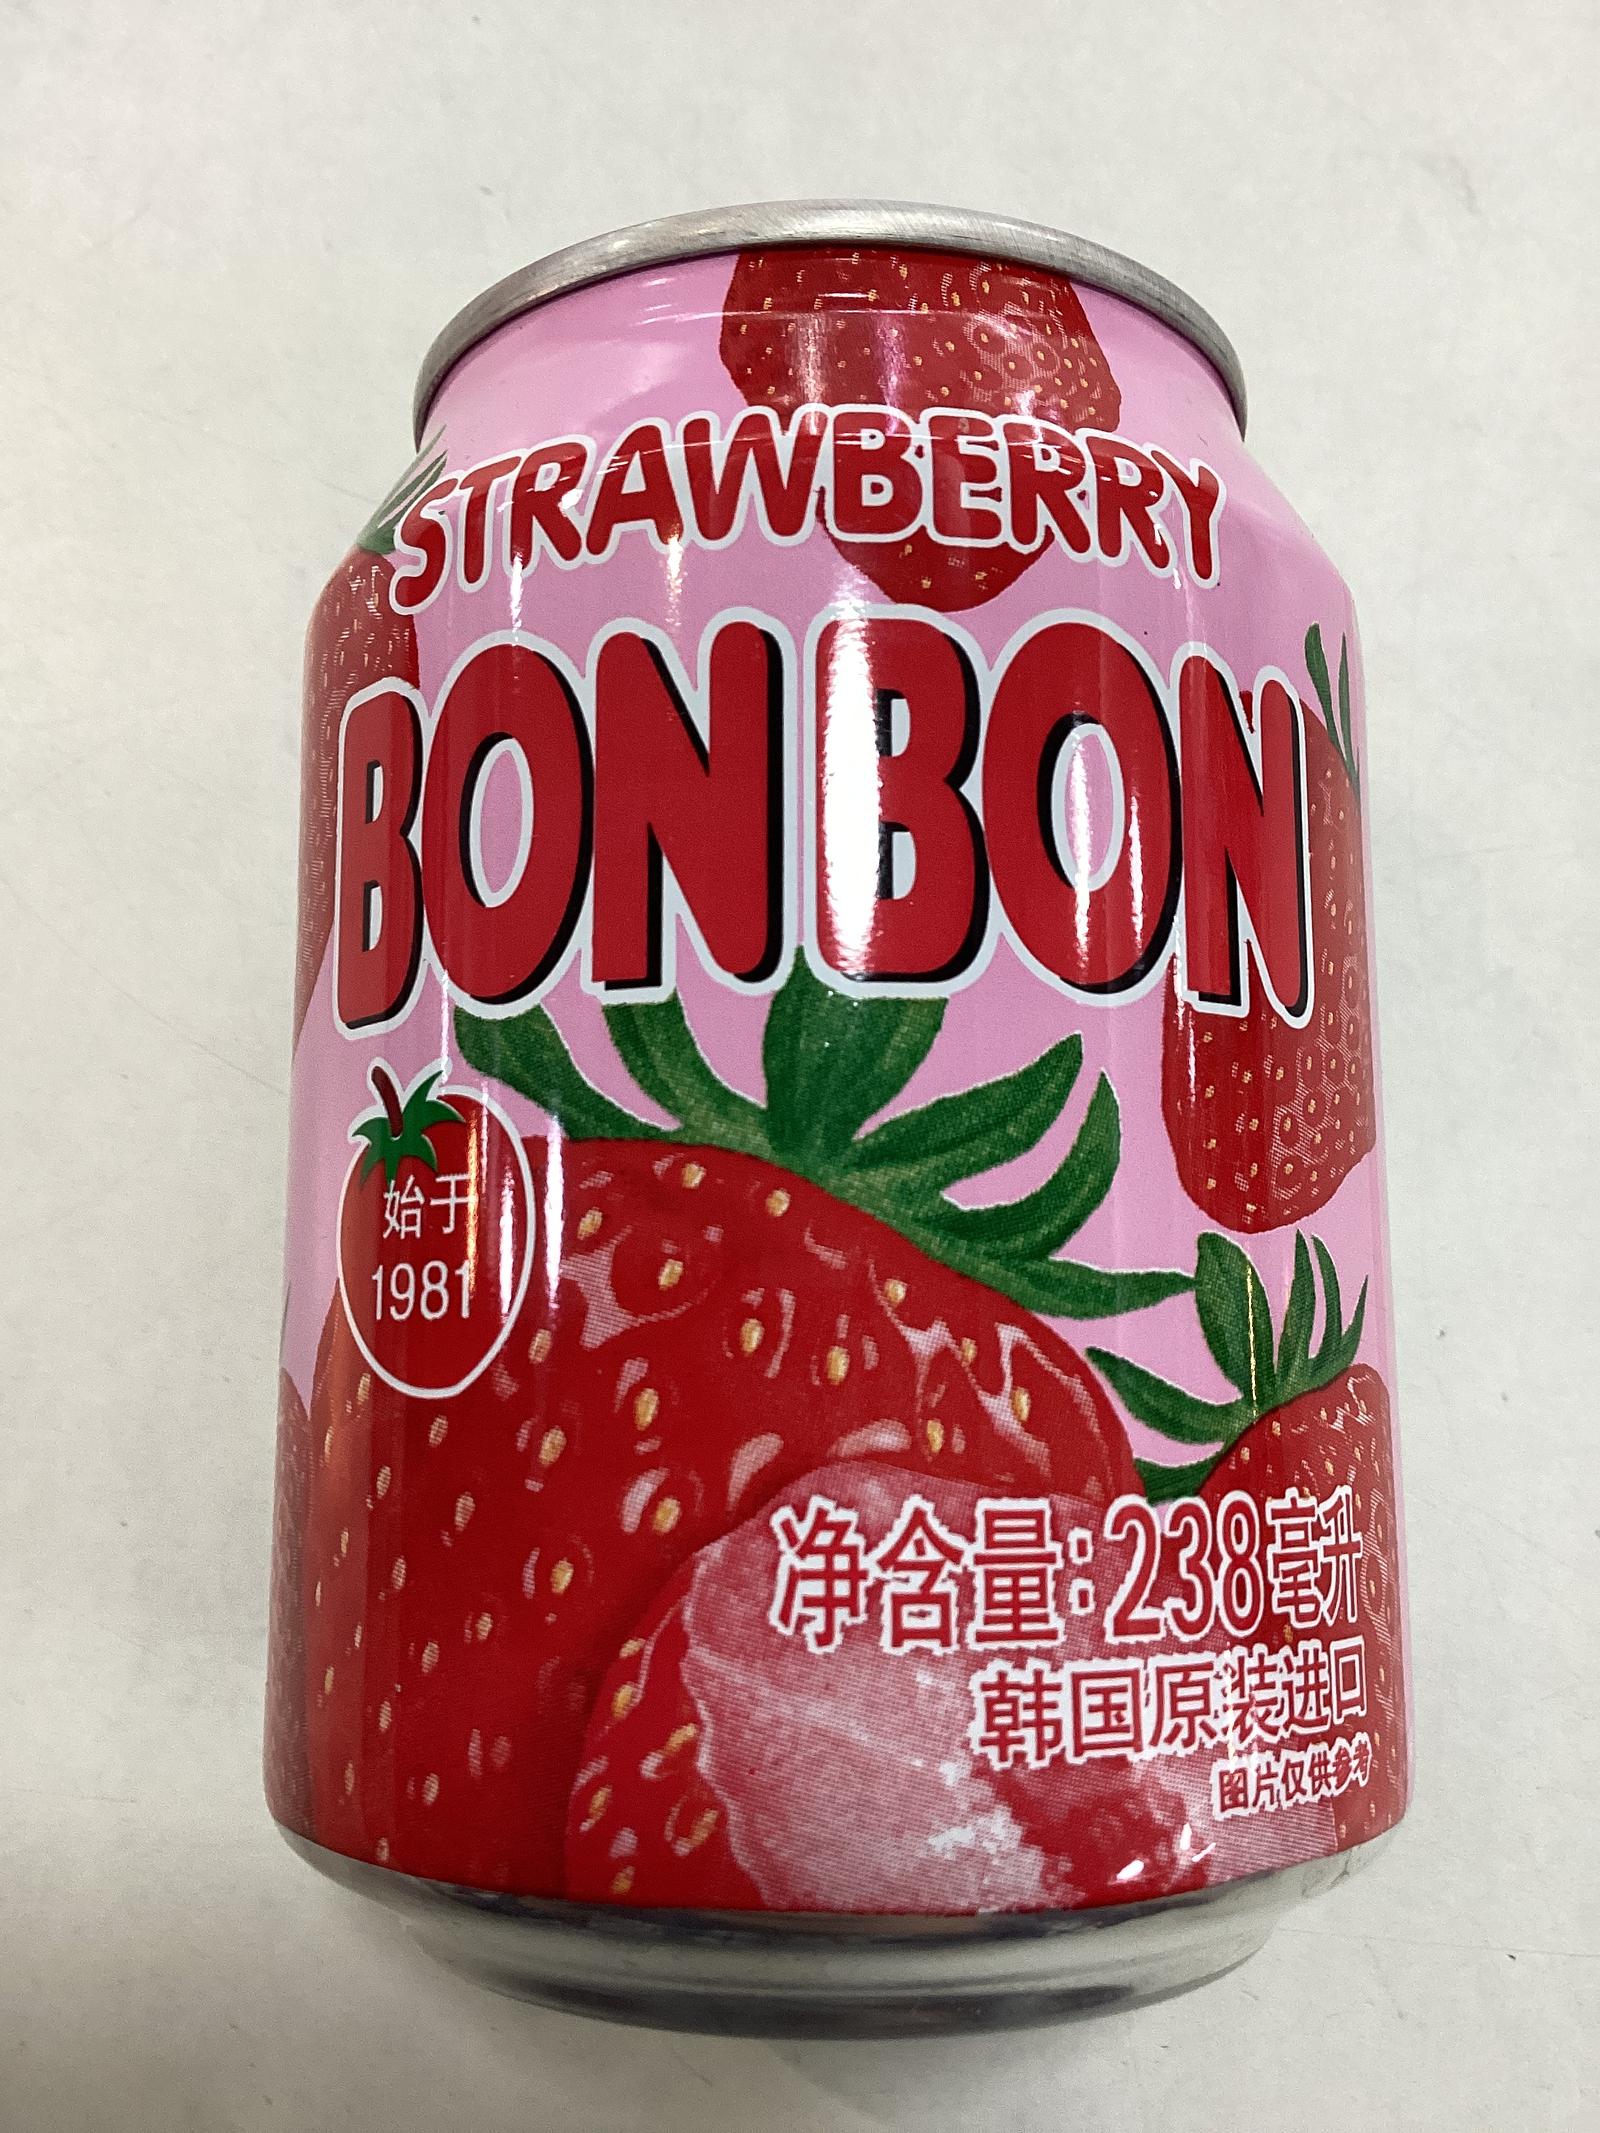 STRAWBERRY
BONBON
始于
1981
净含量:238毫升
韩国原装进口
图片仅供参考